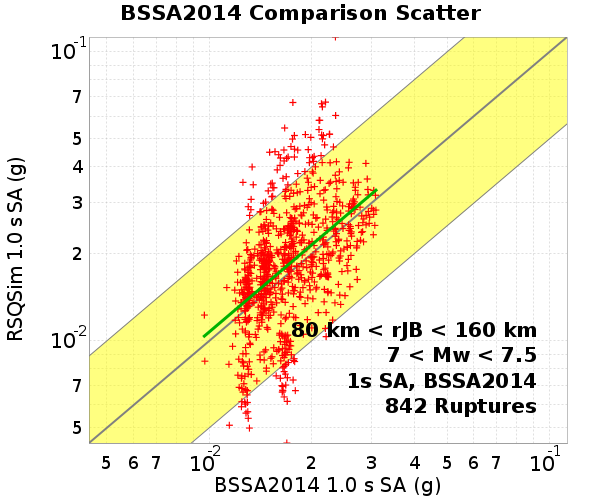 BSSA2014 Comparison Scatter
10⁻¹
7
5
4
3
2
10⁻²
7
5
RSQSim 1.0 s SA (g)
80 km < rJB < 160 km
7 < Mw < 7.5
1s SA, BSSA2014
842 Ruptures
5 6 7 10⁻² 2 3 4 5 6 7 10⁻¹
BSSA2014 1.0 s SA (g)